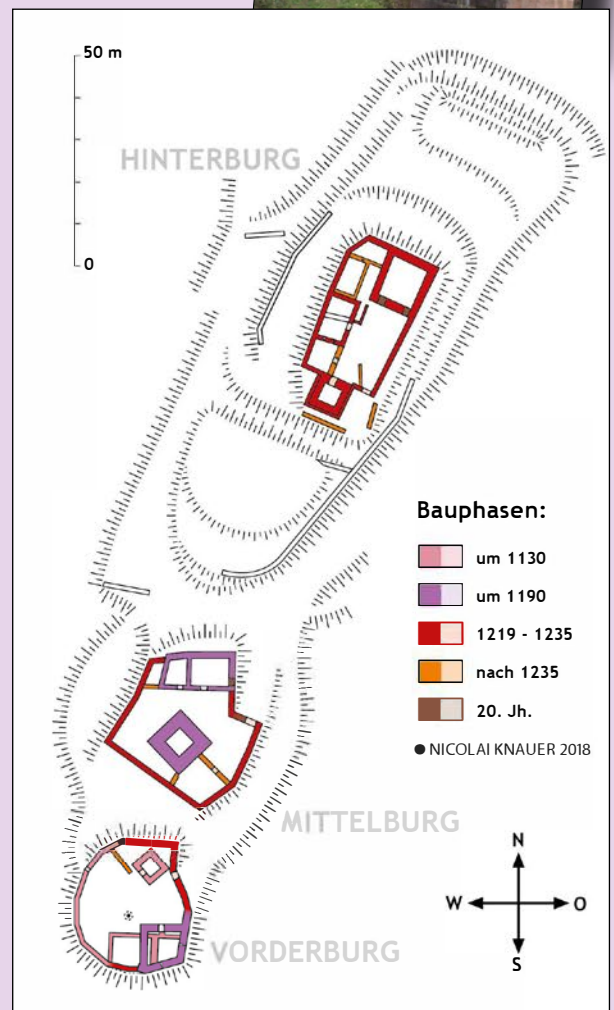 50 m
HINTERBURG
0
Bauphasen:
um 1130
um 1190
1219 - 1235
nach 1235
20. Jh.
● NICOLAI KNAUER 2018
MITTELBURG
N
W O
S
VORDERBURG